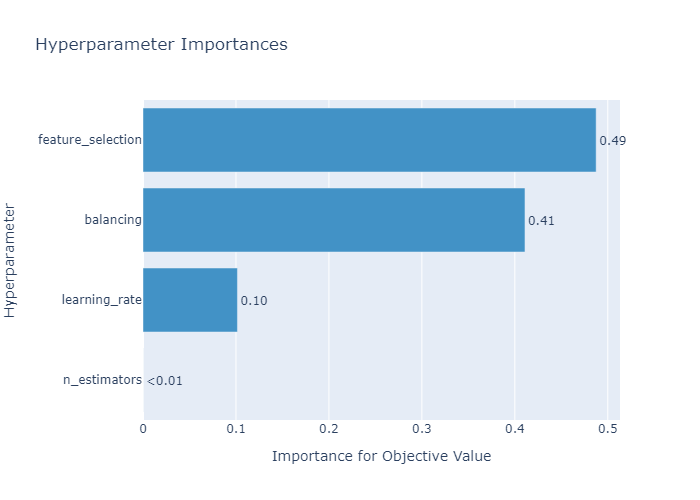 Hyperparameter Importances
Hyperparameter
feature_selection
0.49
balancing
0.41
learning_rate
0.10
n_estimators
<0.01
0
0.1
0.2
0.3
0.4
0.5
Importance for Objective Value